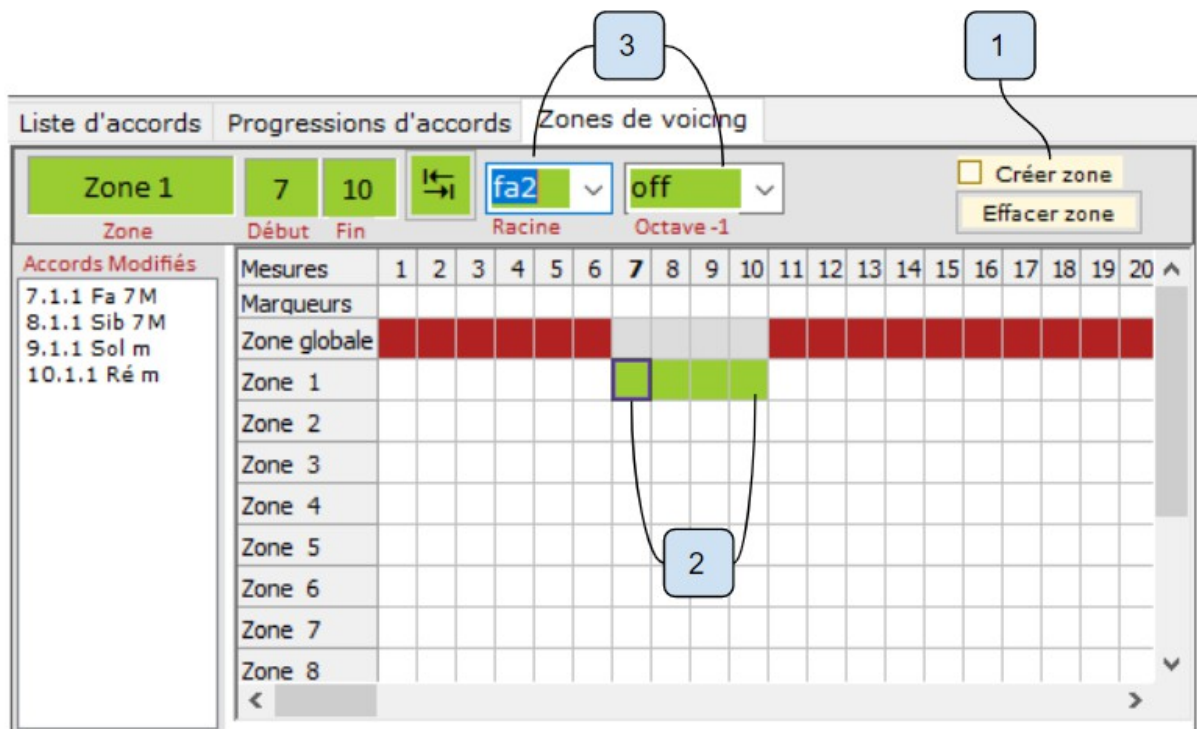 3 1
Liste d'accords Progressions d'accords Zones de voicing
Zone 1 7 10 fa2 off Créer zone
Effacer zone
Zone Début Fin Racine Octave -1
Accords Modifiés
7.1.1 Fa 7M
8.1.1 Sib 7M
9.1.1 Sol m
10.1.1 Ré m
Mesures 1 2 3 4 5 6 7 8 9 10 11 12 13 14 15 16 17 18 19 20
Marqueurs
Zone globale
Zone 1
Zone 2
Zone 3
Zone 4
Zone 5
2
Zone 6
Zone 7
Zone 8